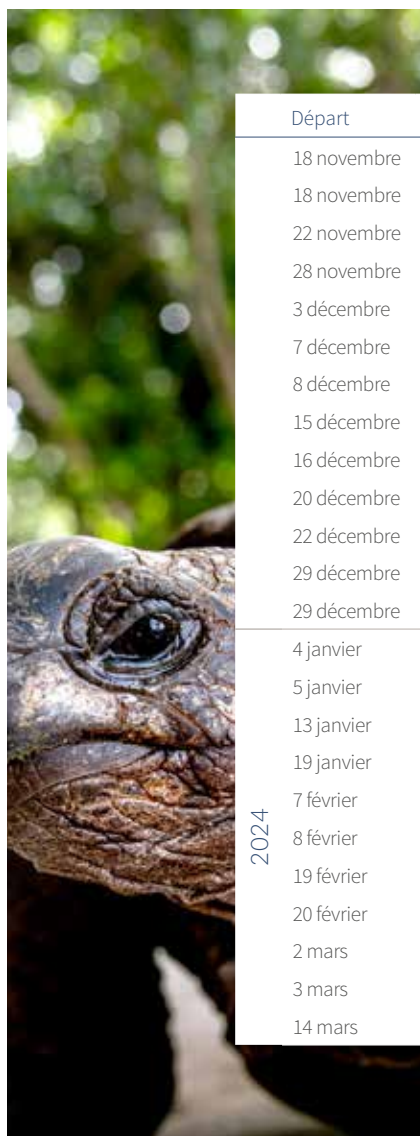 Départ
18 novembre
18 novembre
22 novembre
28 novembre
3 décembre
7 décembre
8 décembre
15 décembre
16 décembre
20 décembre
22 décembre
29 décembre
29 décembre
2024
4 janvier
5 janvier
13 janvier
19 janvier
7 février
8 février
19 février
20 février
2 mars
3 mars
14 mars